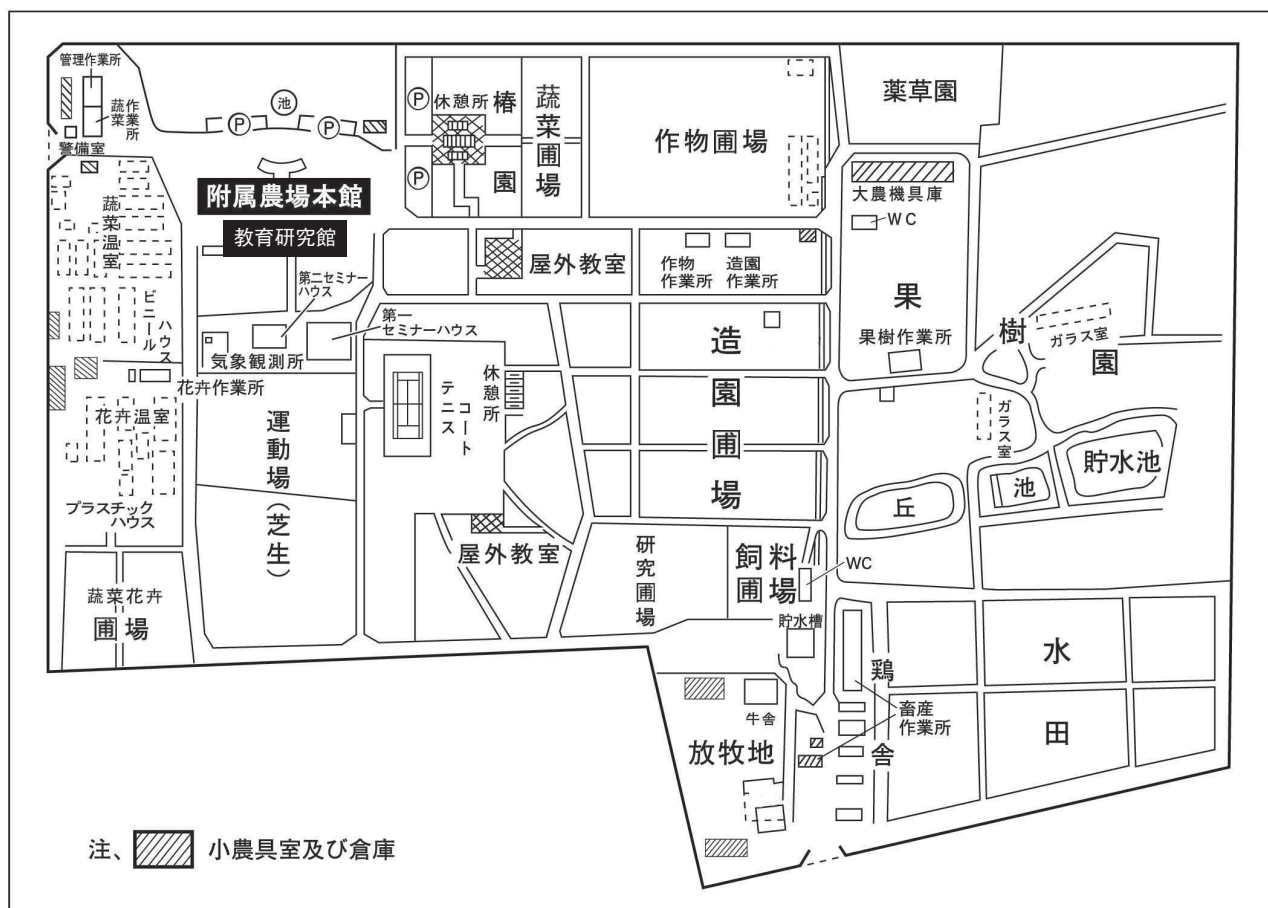 管理作業所
蔬菜
作業所
警備室
P
池
P
P
P
休憩所
椿園
蔬菜圃場
作物圃場
薬草園
附属農場本館
教育研究館
蔬菜温室
大農機具庫
WC
屋外教室
作物
作業所
造園
作業所
第二セミナー
ハウス
第一
セミナーハウス
気象観測所
ビニール
ハウス
花卉作業所
花卉温室
プラスチック
ハウス
蔬菜花卉
圃場
運動場(芝生)
テニス
コート
休憩所
屋外教室
造園圃場
果樹園
果樹作業所
ガラス室
ガラス室
貯水池
池
丘
研究圃場
飼料
圃場
WC
貯水槽
牛舎
放牧地
鶏舎
畜産
作業所
水田
注、 小農具室及び倉庫